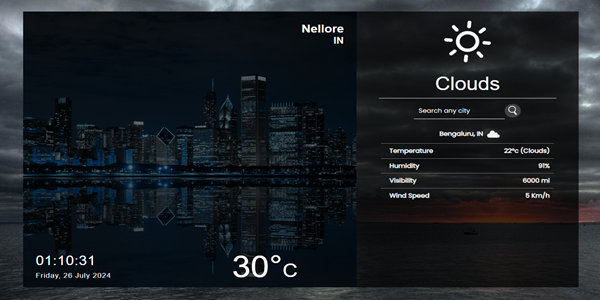 Nellore
IN
01:10:31
Friday, 26 July 2024
30°C
Clouds
Search any city
Bengaluru, IN
Temperature 22°c (Clouds)
Humidity 91%
Visibility 6000 mi
Wind Speed 5 Km/h